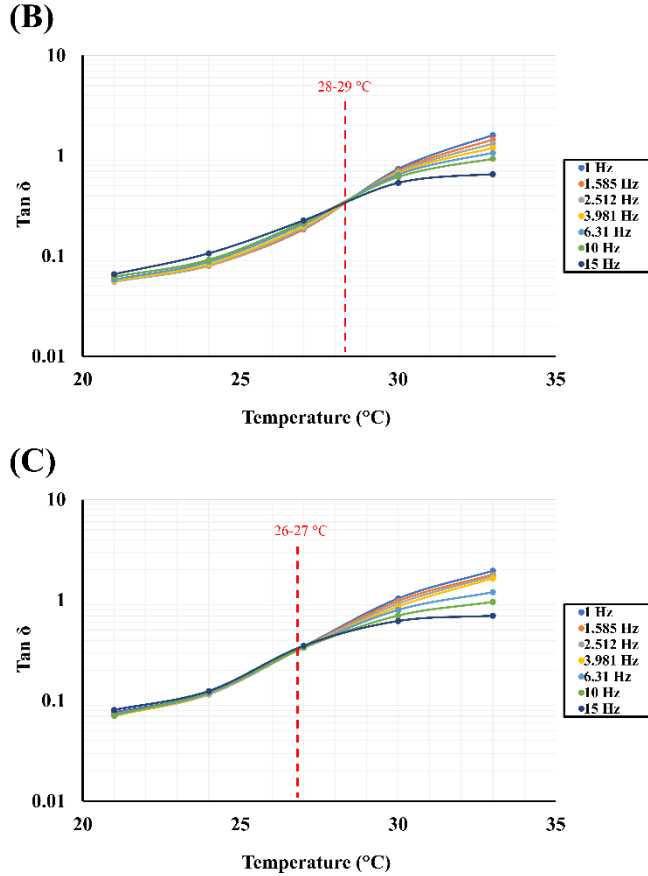 (B)
10
28-29 °C
1
Tan δ
0.1
0.01
20
25
30
35
Temperature (°C)
1 Hz
1.585 Hz
2.512 Hz
3.981 Hz
6.31 Hz
10 Hz
15 Hz
(C)
10
26-27 °C
1
Tan δ
0.1
0.01
20
25
30
35
Temperature (°C)
1 Hz
1.585 Hz
2.512 Hz
3.981 Hz
6.31 Hz
10 Hz
15 Hz